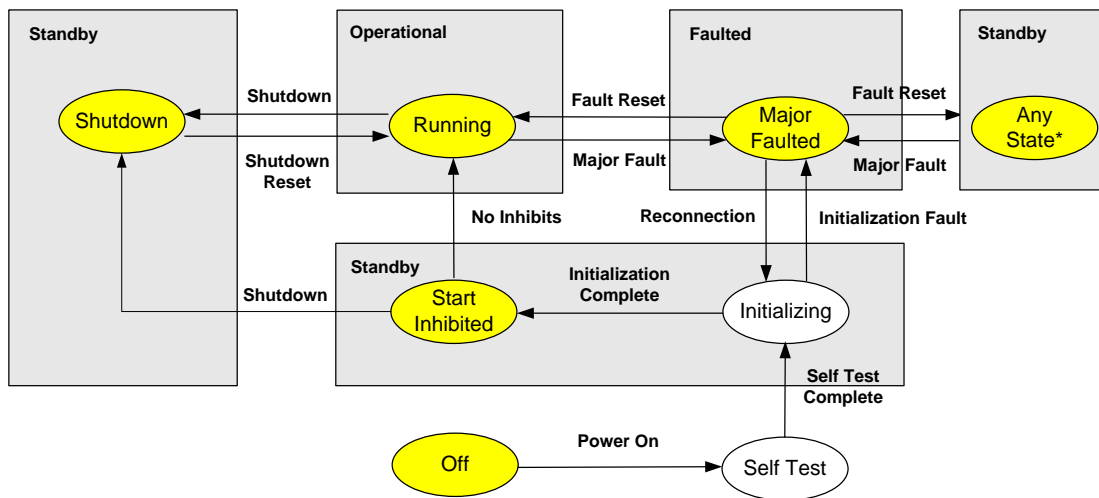 Standby
Operational
Faulted
Standby
Shutdown
Shutdown
Shutdown
Reset
Running
Fault Reset
Major Fault
Major
Faulted
Fault Reset
Major Fault
Any
State*
No Inhibits
Reconnection
Initialization Fault
Standby
Shutdown
Start
Inhibited
Initialization
Complete
Initializing
Self Test
Complete
Off
Power On
Self Test